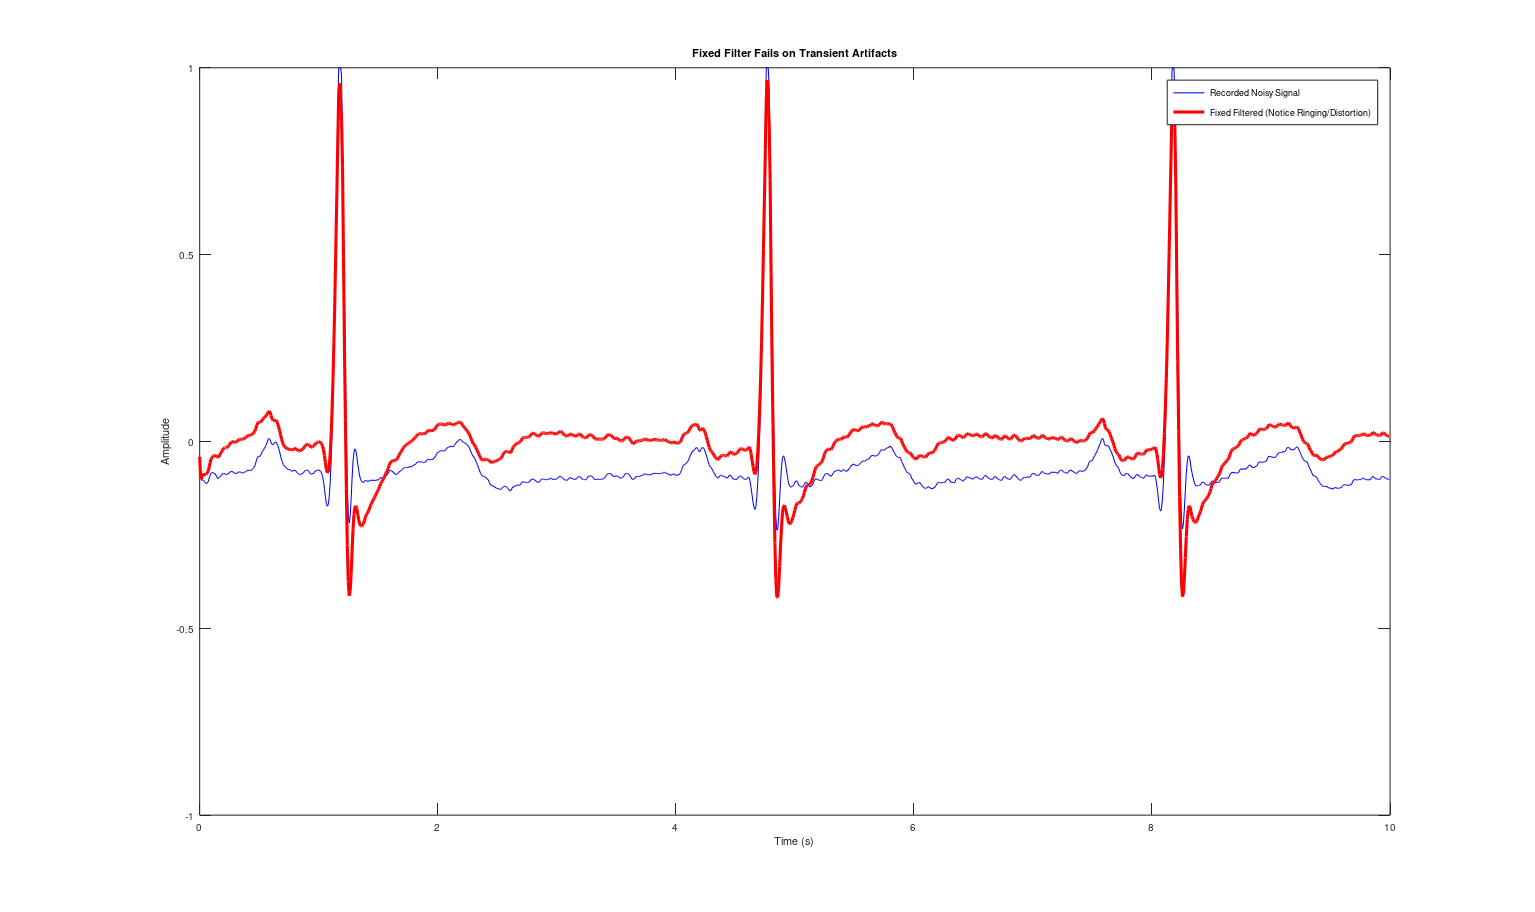 Fixed Filter Fails on Transient Artifacts
1
Recorded Noisy Signal
Fixed Filtered (Notice Ringing/Distortion)
0.5
0
Amplitude
-0.5
-1
0 2 4 6 8 10
Time (s)